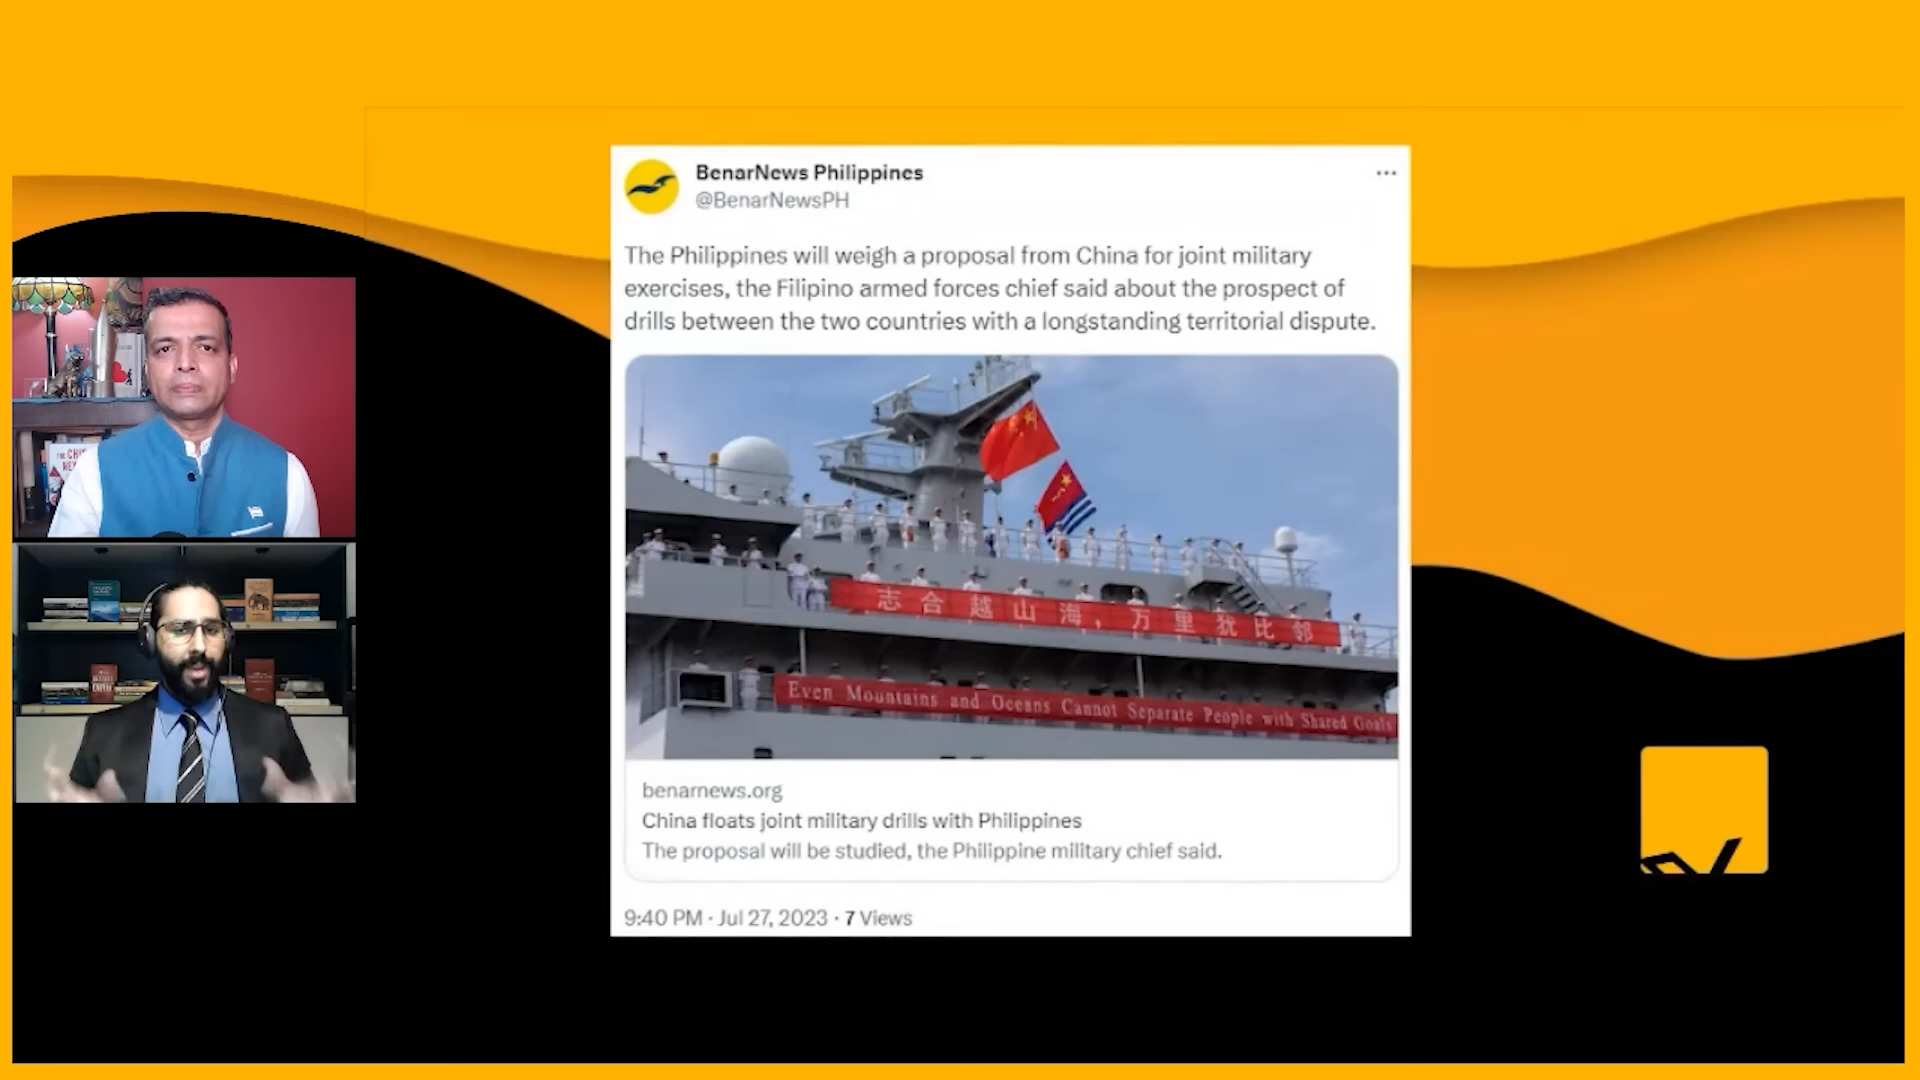 BenarNews Philippines
@BenarNewsPH
The Philippines will weigh a proposal from China for joint military
exercises, the Filipino armed forces chief said about the prospect of
drills between the two countries with a longstanding territorial dispute.
志合越山海，万里犹比邻
Even Mountains and Oceans Cannot Separate People with Shared Goals
benarnews.org
China floats joint military drills with Philippines
The proposal will be studied, the Philippine military chief said.
9:40 PM · Jul 27, 2023 · 7 Views